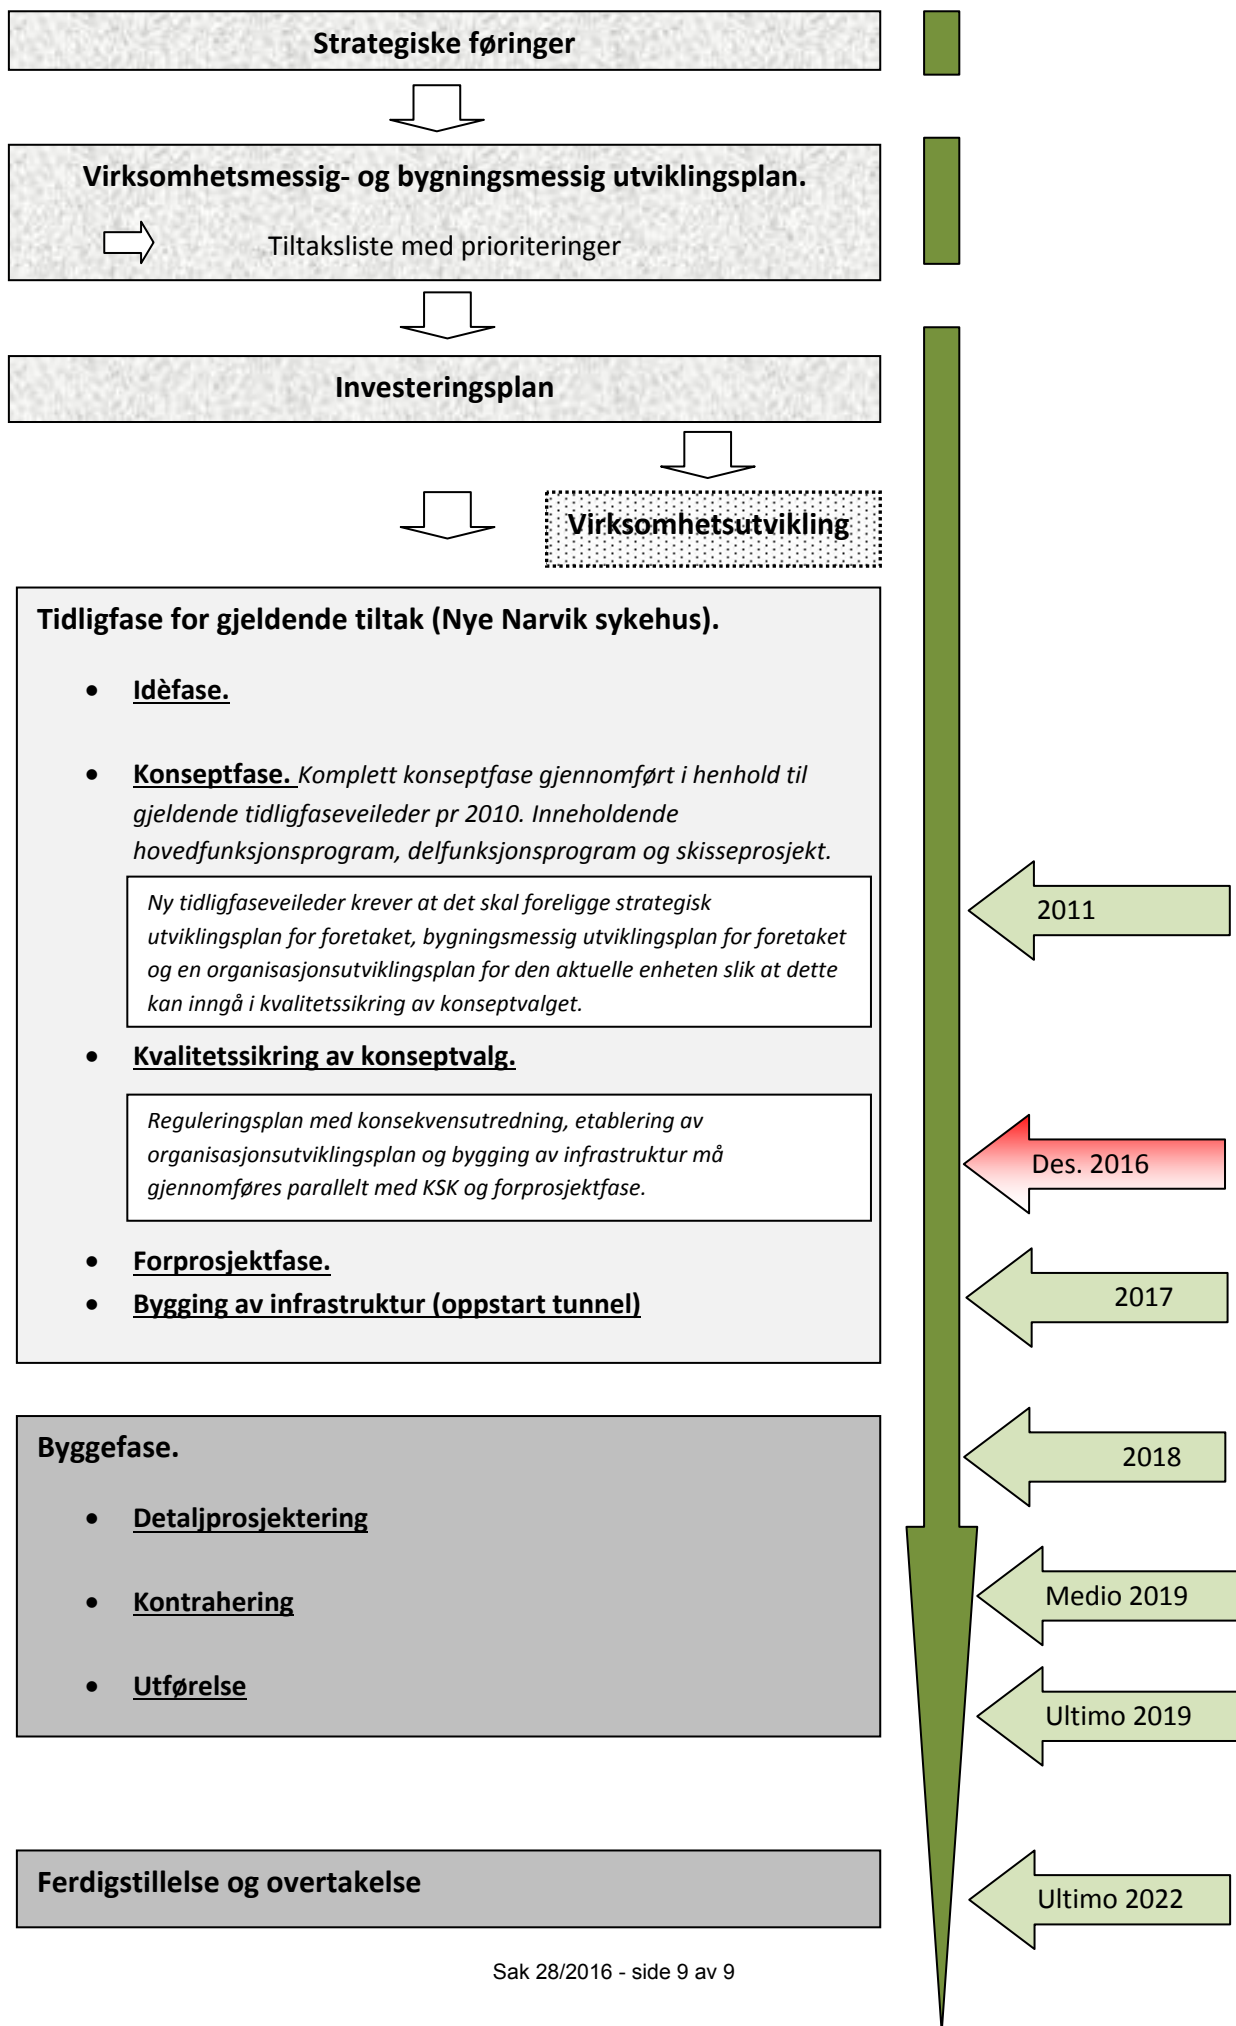 Strategiske føringer
Virksomhetsmessig- og bygningsmessig utviklingsplan.
Tiltaksliste med prioriteringer
Investeringsplan
Virksomhetsutvikling
Tidligfase for gjeldende tiltak (Nye Narvik sykehus).
• Idèfase.
• Konseptfase. Komplett konseptfase gjennomført i henhold til
gjeldende tidligfaseveileder pr 2010. Inneholdende
hovedfunksjonsprogram, delfunksjonsprogram og skisseprosjekt.
2011
Ny tidligfaseveileder krever at det skal foreligge strategisk
utviklingsplan for foretaket, bygningsmessig utviklingsplan for foretaket
og en organisasjonsutviklingsplan for den aktuelle enheten slik at dette
kan inngå i kvalitetssikring av konseptvalget.
• Kvalitetssikring av konseptvalg.
Reguleringsplan med konsekvensutredning, etablering av
organisasjonsutviklingsplan og bygging av infrastruktur må
gjennomføres parallelt med KSK og forprosjektfase.
Des. 2016
• Forprosjektfase.
• Bygging av infrastruktur (oppstart tunnel)
2017
Byggefase.
2018
• Detaljprosjektering
• Kontrahering
Medio 2019
• Utførelse
Ultimo 2019
Ferdigstillelse og overtakelse
Ultimo 2022
Sak 28/2016 - side 9 av 9